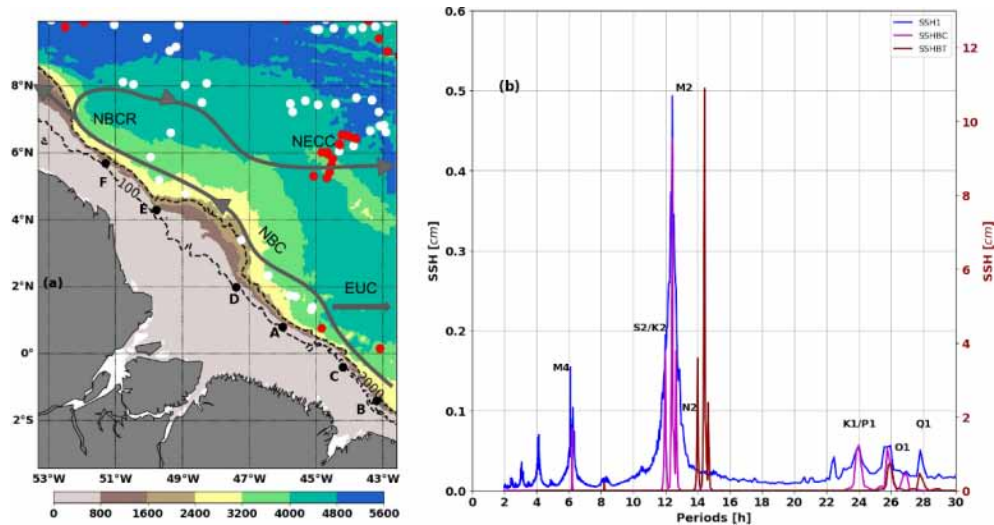 8°N
6°N
4°N
2°N
0°
2°S
53°W
51°W
49°W
47°W
45°W
43°W
NBCR
NECC
NBC
EUC
F
E
D
A
C
B
100
2000
(a)
0 800 1600 2400 3200 4000 4800 5600
(b)
SSH [cm]
0.6
0.5
0.4
0.3
0.2
0.1
0.0
M4
S2/K2
M2
N2
K1/P1
O1
Q1
SSH1
SSHBC
SSHBT
12
10
8
6
4
2
0
SSH [cm]
0 2 4 6 8 10 12 14 16 18 20 22 24 26 28 30
Periods [h]